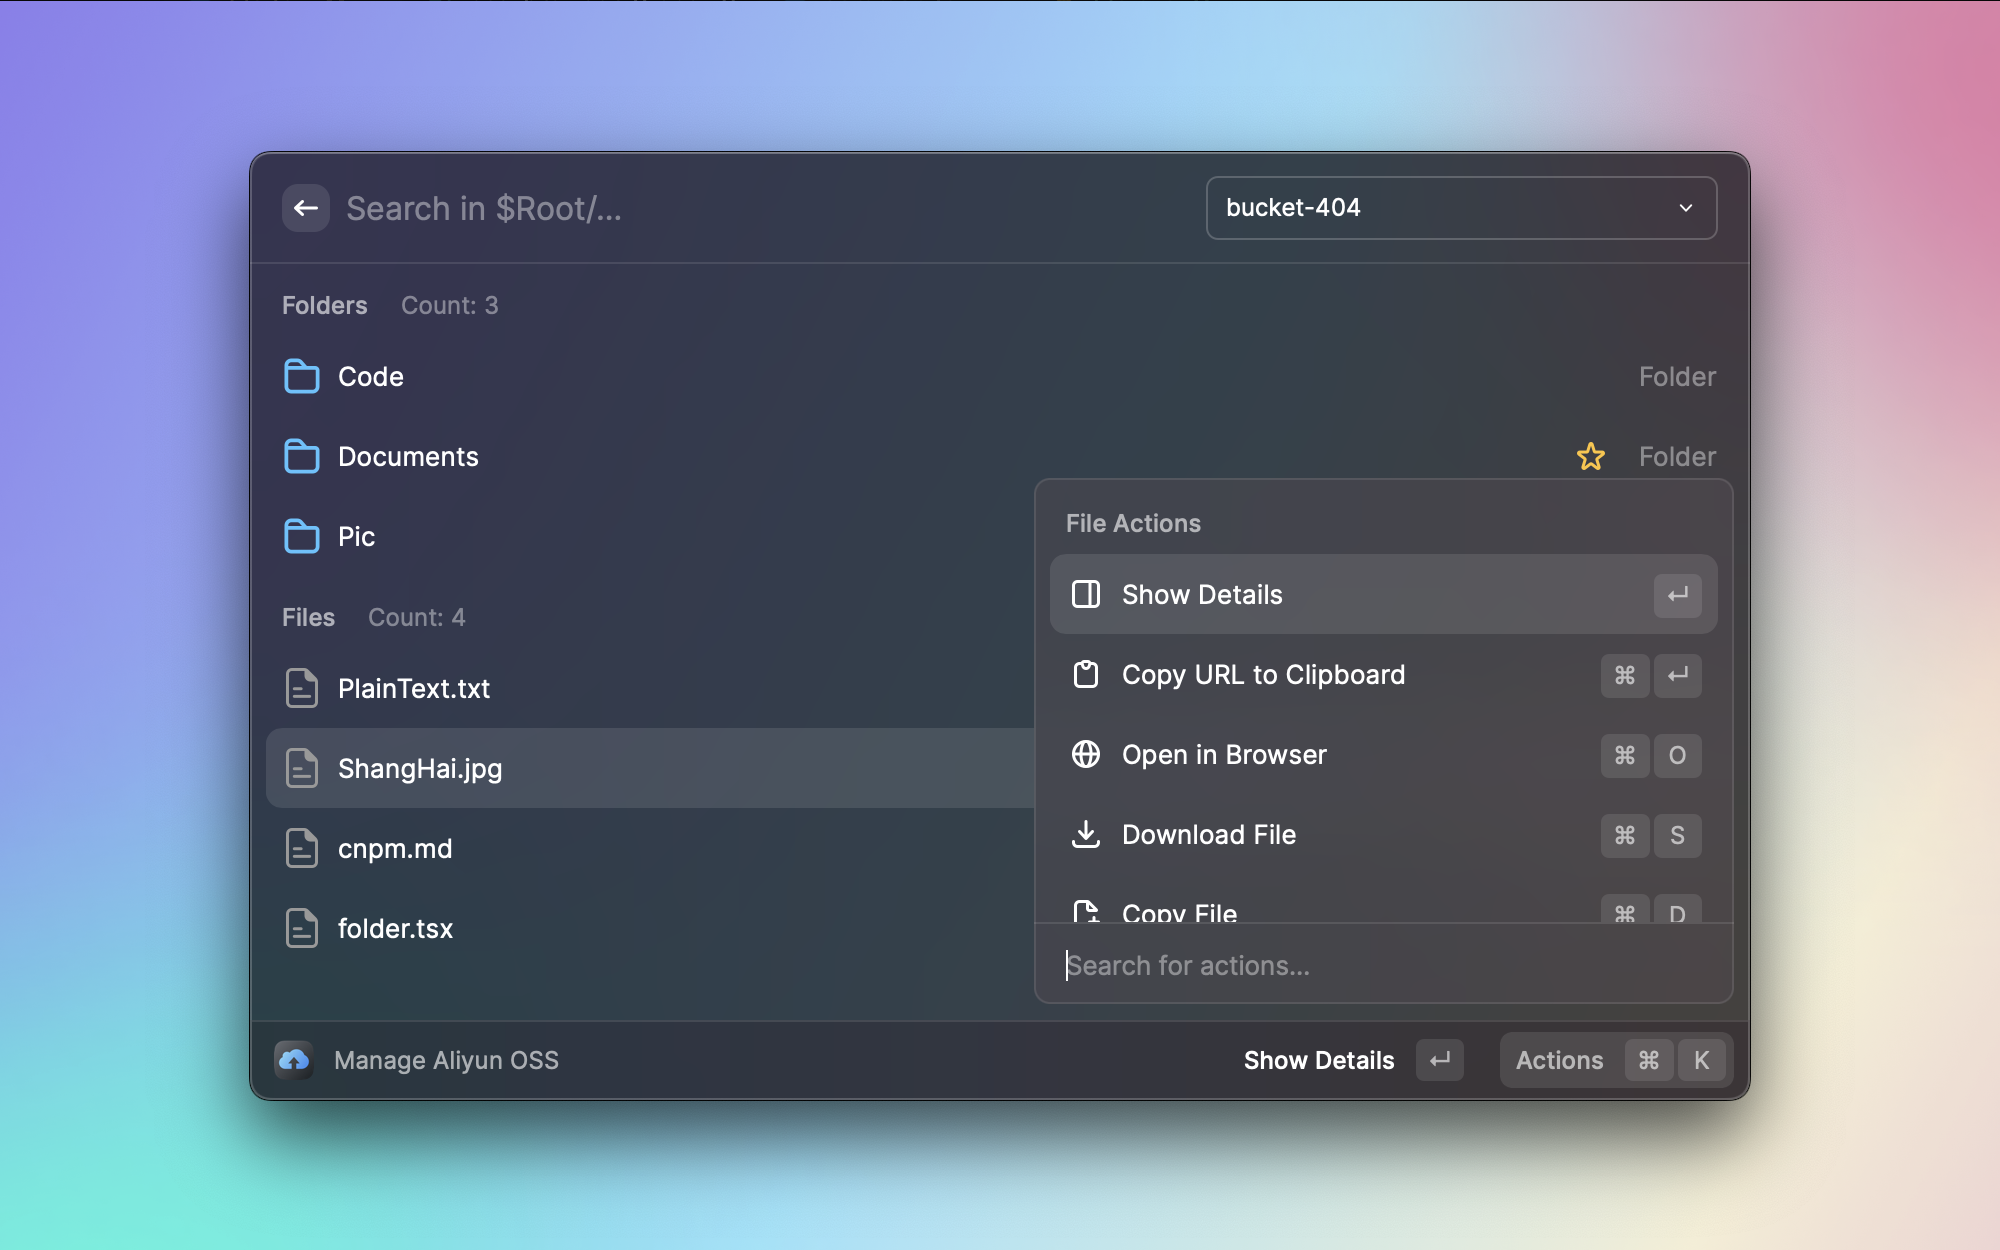 Search in $Root/...
bucket-404
Folders Count: 3
Code Folder
Documents Folder
Pic
Files Count: 4
PlainText.txt
ShangHai.jpg
cnpm.md
folder.tsx
File Actions
Show Details ↵
Copy URL to Clipboard ⌘ ↵
Open in Browser ⌘ O
Download File ⌘ S
Copy File ⌘ D
Search for actions...
Manage Aliyun OSS
Show Details ↵
Actions ⌘ K